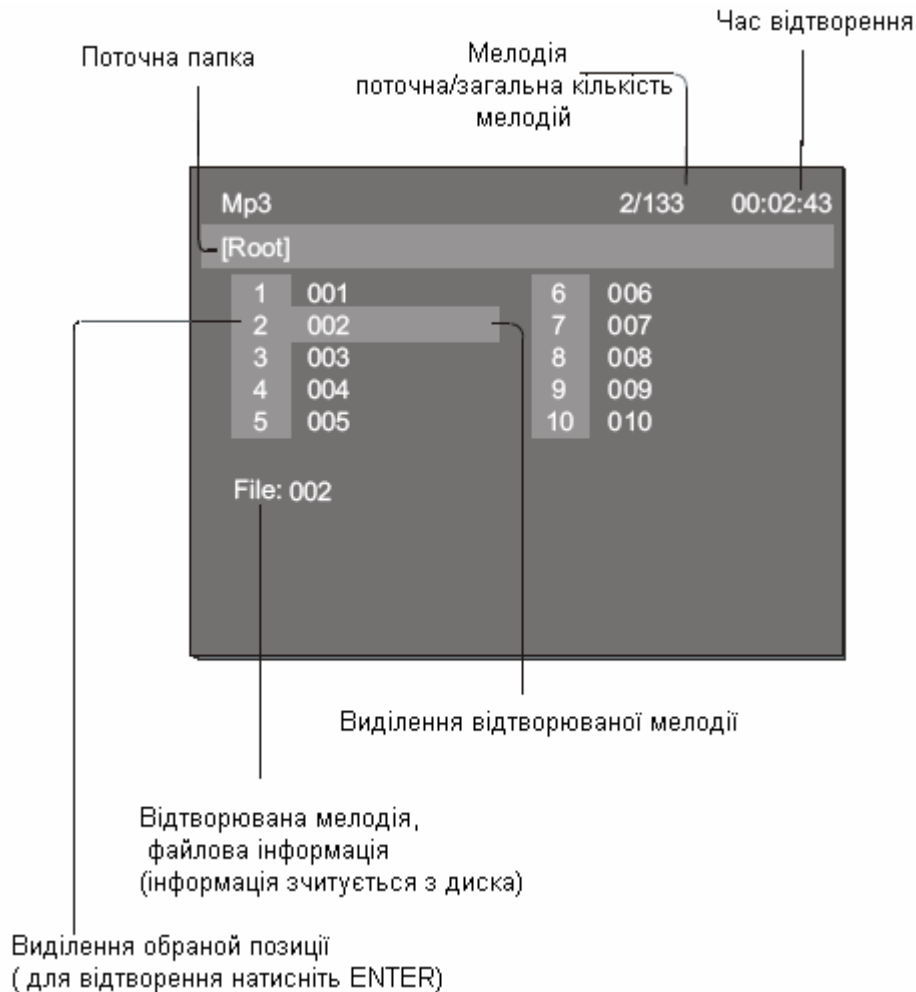 Час відтворення
Поточна папка
Мелодія
поточна/загальна кількість
мелодій
Mp3 2/133 00:02:43
[Root]
1 001 6 006
2 002 7 007
3 003 8 008
4 004 9 009
5 005 10 010
File: 002
Виділення відтворюваної мелодії
Відтворювана мелодія,
файлова інформація
(інформація зчитується з диска)
Виділення обраной позиції
( для відтворення натисніть ENTER)